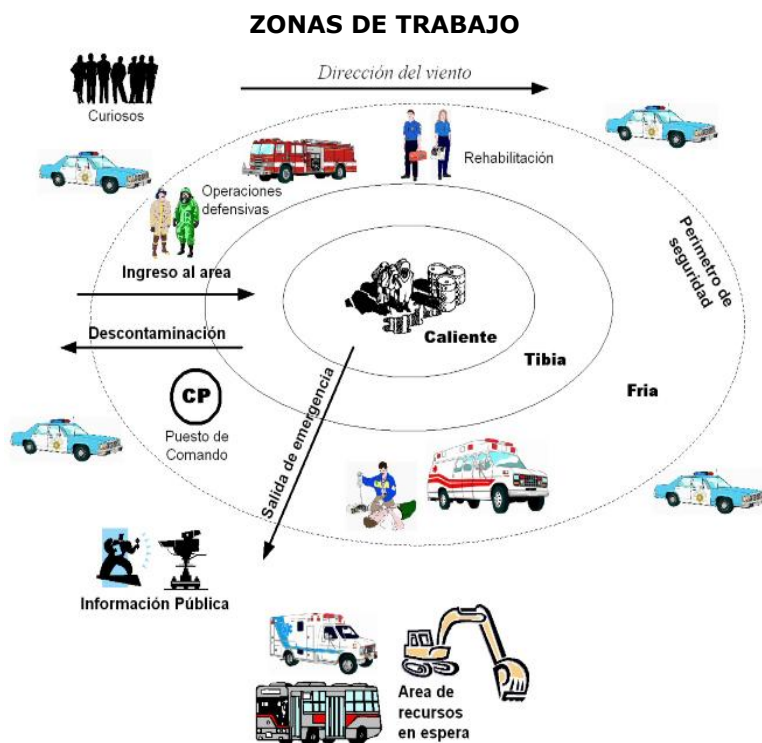 ZONAS DE TRABAJO
Dirección del viento
Curiosos
Rehabilitación
Operaciones
defensivas
Perimetro de
seguridad
Ingreso al area
Descontaminación
Caliente
Tibia
Fria
CP
Puesto de
Comando
Salida de emergencia
Información Pública
Area de
recursos
en espera